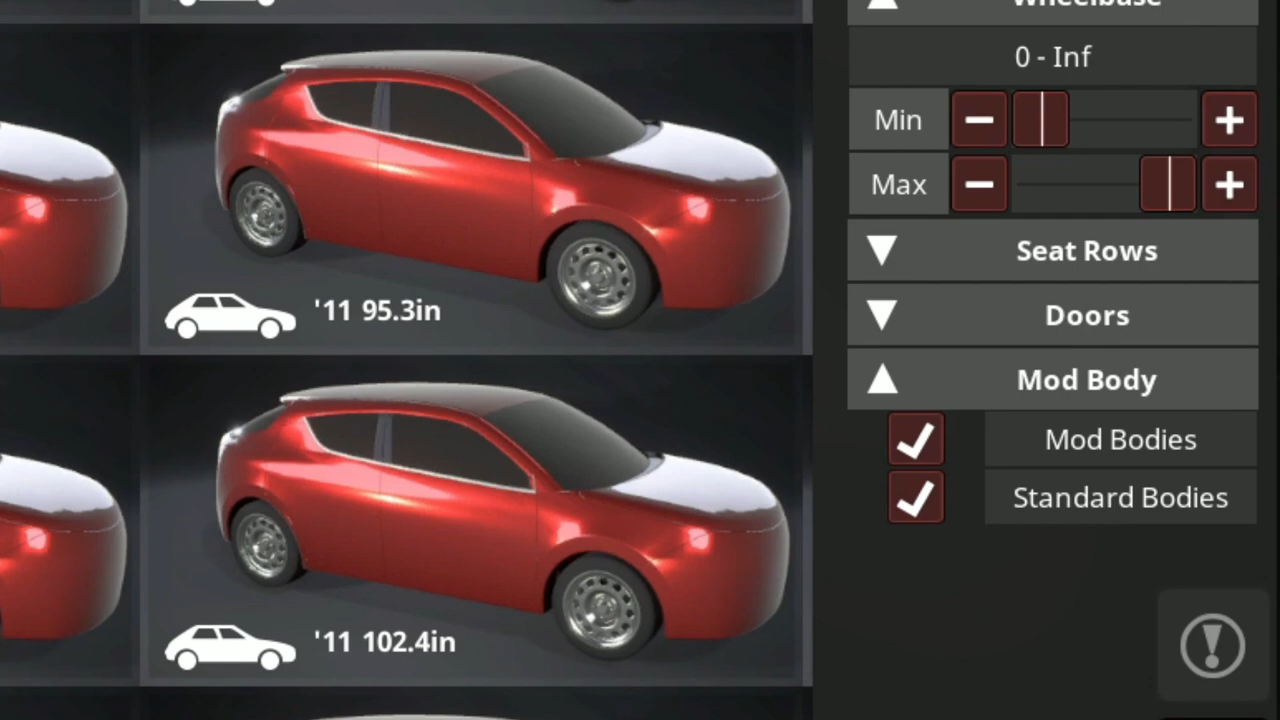 Wheelbase
0 - Inf
Min
Max
Seat Rows
Doors
Mod Body
Mod Bodies
Standard Bodies
'11 95.3in
'11 102.4in